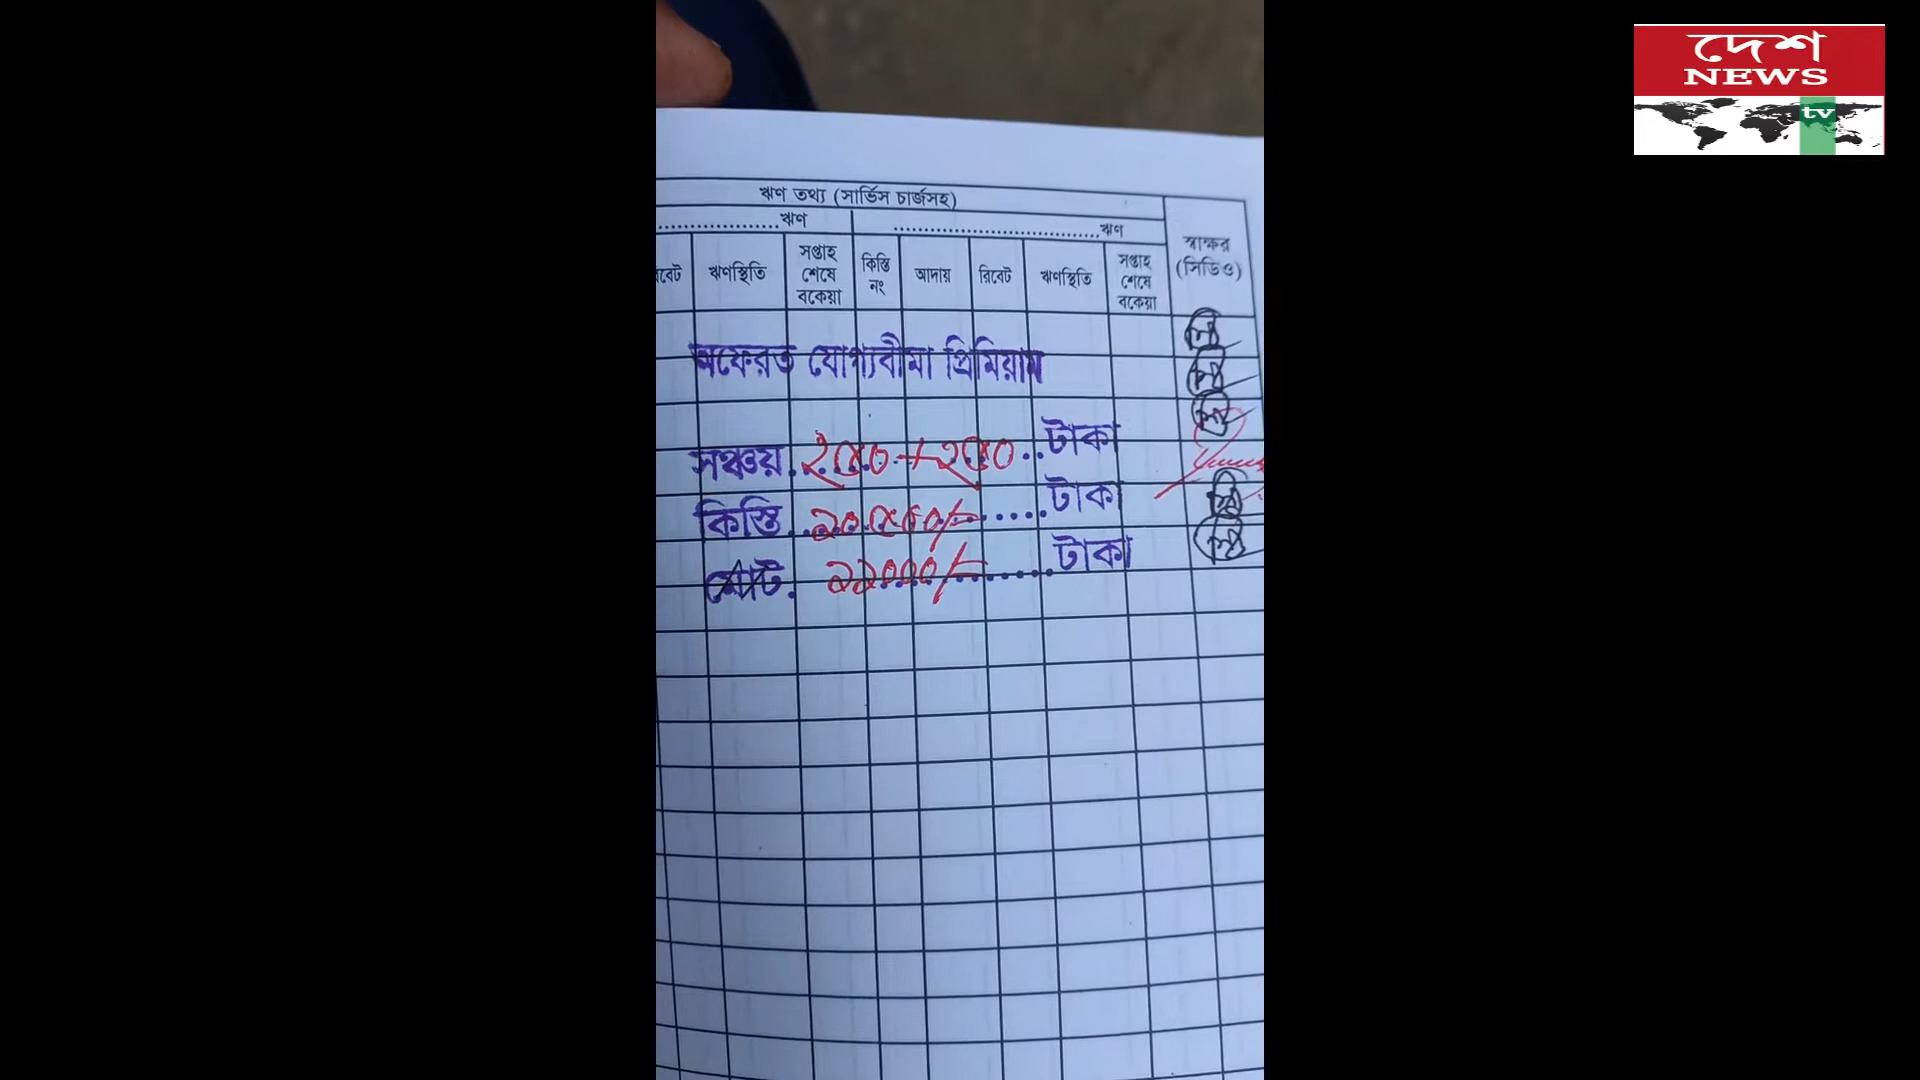 দেশ
NEWS
tv
ঋণ তথ্য (সার্ভিস চার্জসহ)
....................ঋণ ..................................ঋণ
ঋণস্থিতি সপ্তাহ শেষে বকেয়া কিস্তি নং আদায় রিবেট ঋণস্থিতি সপ্তাহ শেষে বকেয়া স্বাক্ষর (সিডিও)
অফেরত যোগ্যবীমা প্রিমিয়াম
সঞ্চয়..২৫০+২৫০..টাকা
কিস্তি..২০৫০০/-.....টাকা
মোট. ২১০০০/-.....টাকা